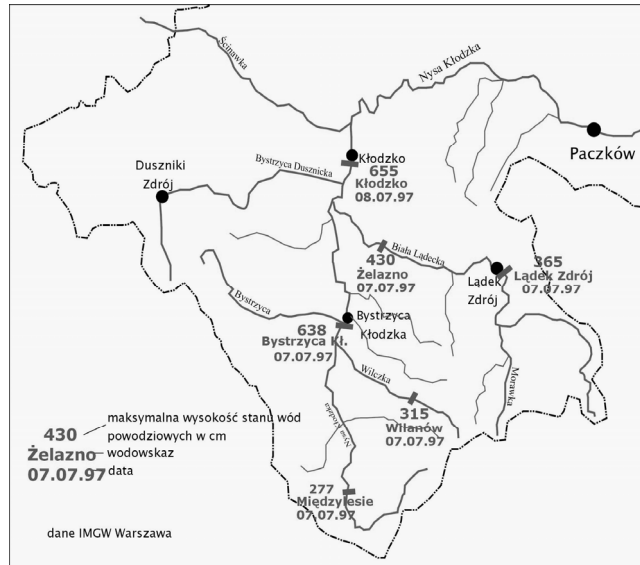 Ścinawka
Nysa Kłodzka
Paczków
Kłodzko
655
Kłodzko
08.07.97
Bystrzyca Dusznicka
Duszniki
Zdrój
Biała Lądecka
430
Żelazno
07.07.97
365
Lądek Zdrój
07.07.97
Lądek
Zdrój
Bystrzyca
Bystrzyca
Kłodzka
638
Bystrzyca Kł.
07.07.97
Wilczka
Morawka
315
Wilanów
07.07.97
Nysa Kłodzka
277
Międzylesie
07.07.97
430
Żelazno
07.07.97
maksymalna wysokość stanu wód
powodziowych w cm
wodowskaz
data
dane IMGW Warszawa